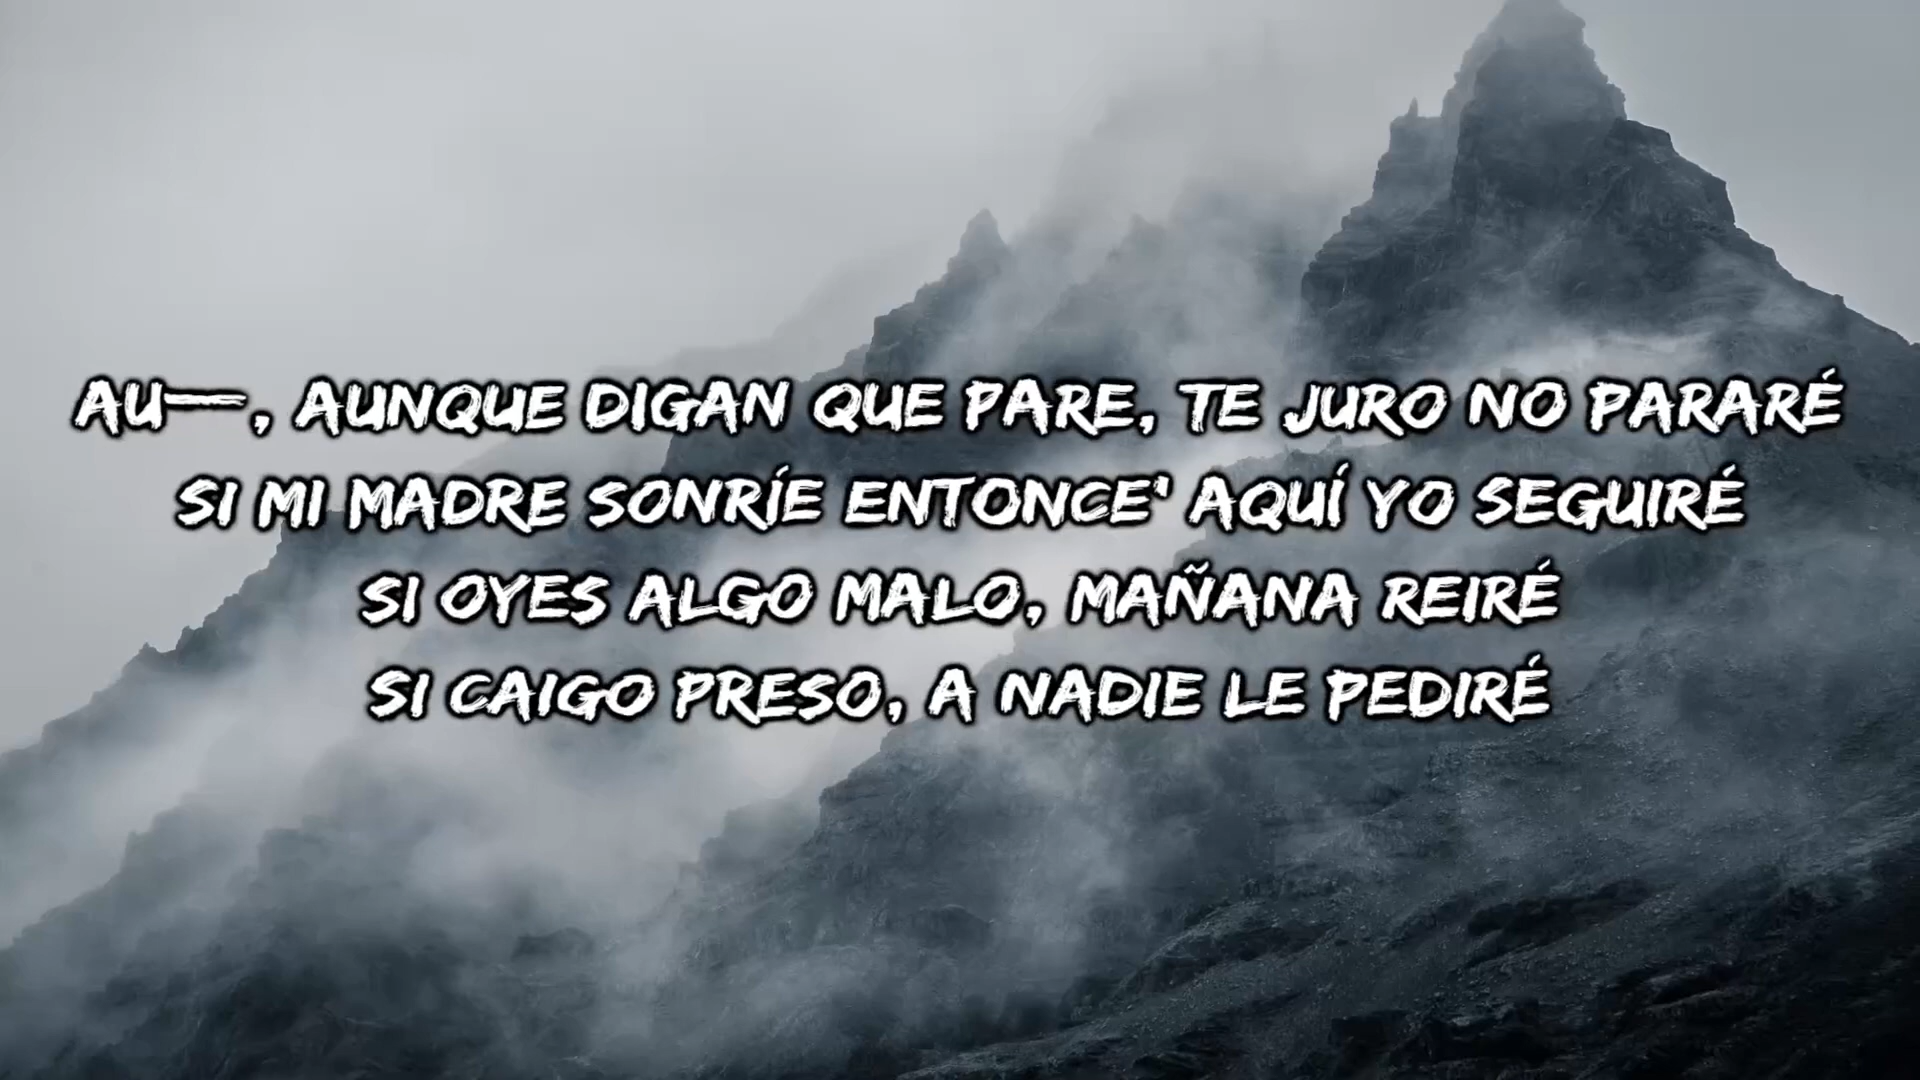 AU—, AUNQUE DIGAN QUE PARE, TE JURO NO PARARÉ
SI MI MADRE SONRÍE ENTONCE' AQUÍ YO SEGUIRÉ
SI OYES ALGO MALO, MAÑANA REIRÉ
SI CAIGO PRESO, A NADIE LE PEDIRÉ